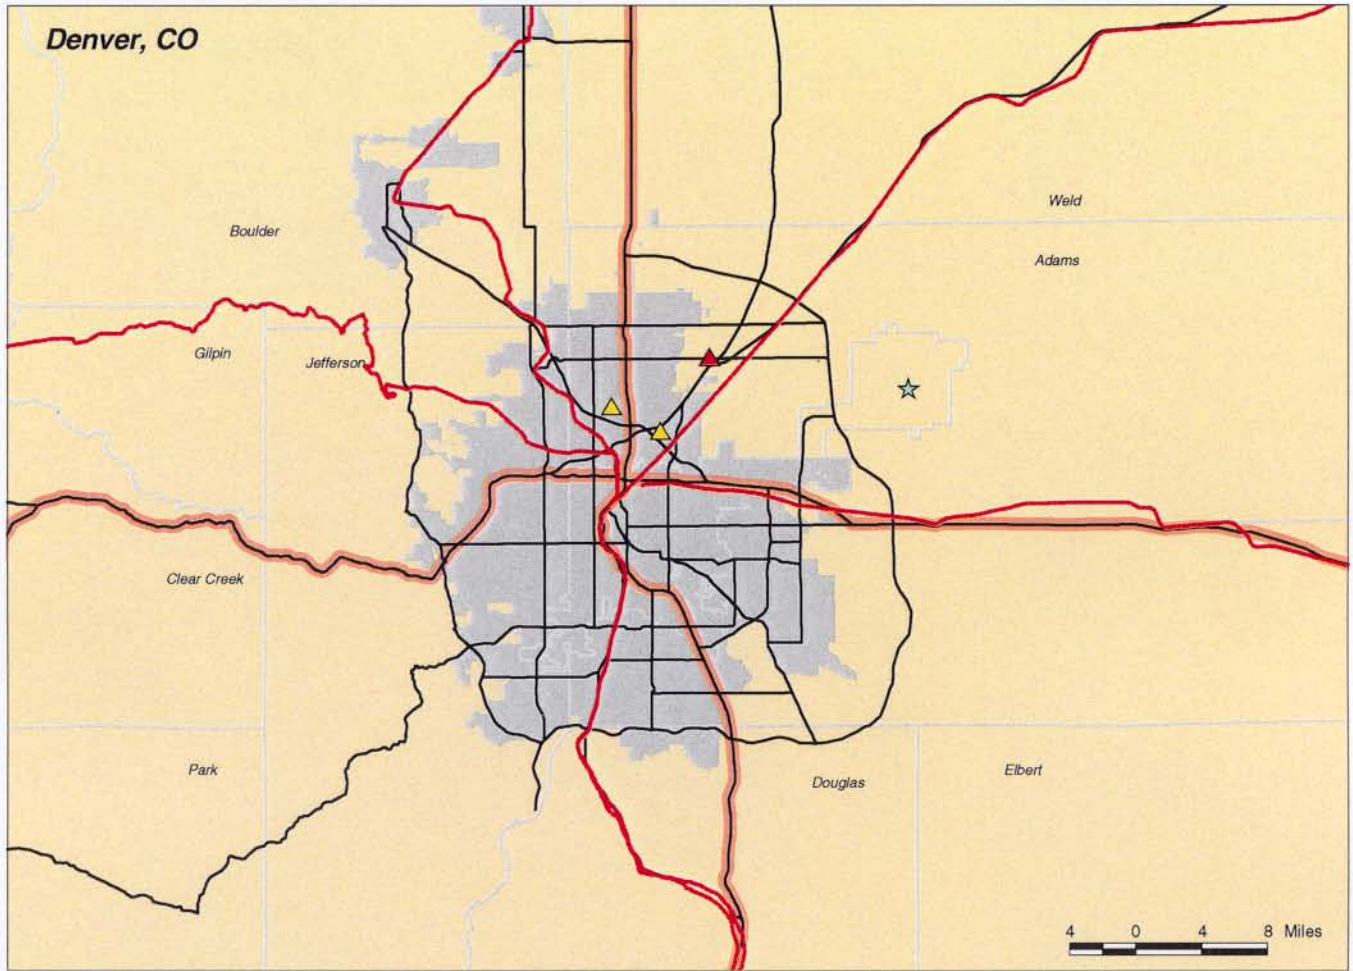 Denver, CO
Weld
Boulder
Adams
Gilpin
Jefferson
Clear Creek
Park
Douglas
Elbert
4 0 4 8 Miles